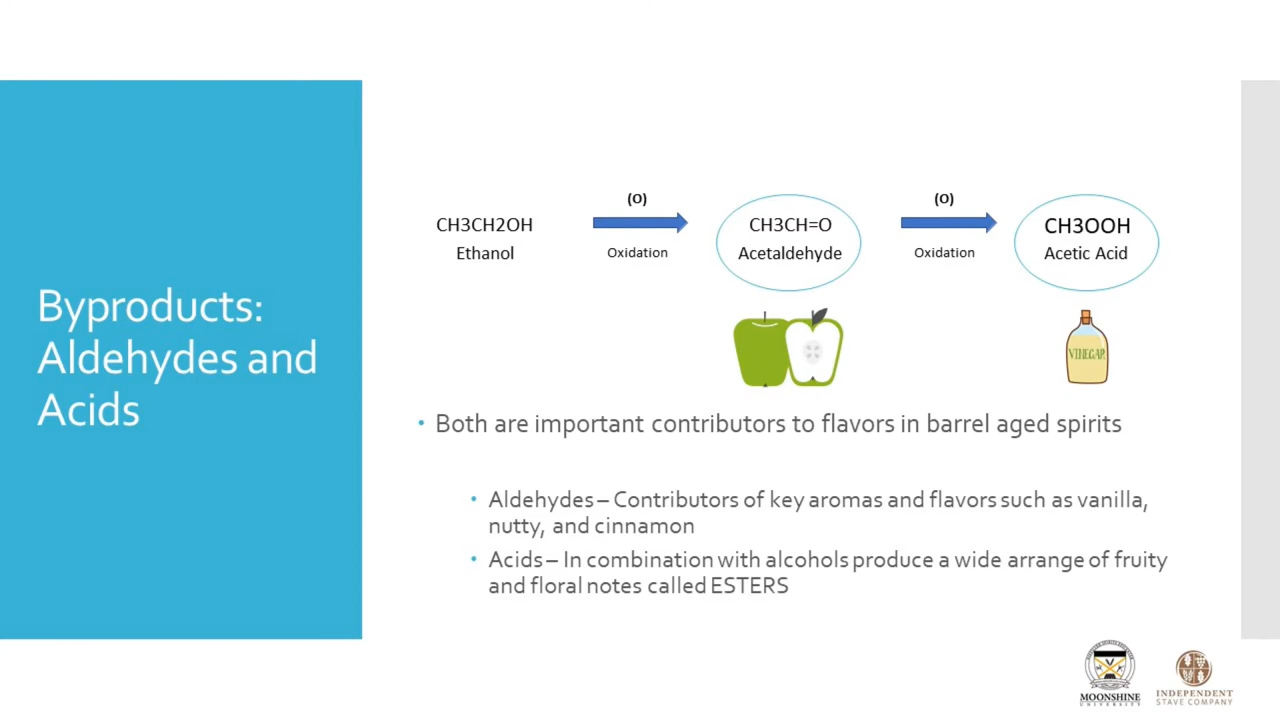 Byproducts:
Aldehydes and
Acids
(O)
(O)
CH3CH2OH
CH3CH=O
CH3OOH
Ethanol
Oxidation
Acetaldehyde
Oxidation
Acetic Acid
VINEGAR
• Both are important contributors to flavors in barrel aged spirits
• Aldehydes – Contributors of key aromas and flavors such as vanilla,
nutty, and cinnamon
• Acids – In combination with alcohols produce a wide arrange of fruity
and floral notes called ESTERS
MOONSHINE
UNIVERSITY
INDEPENDENT
STAVE COMPANY